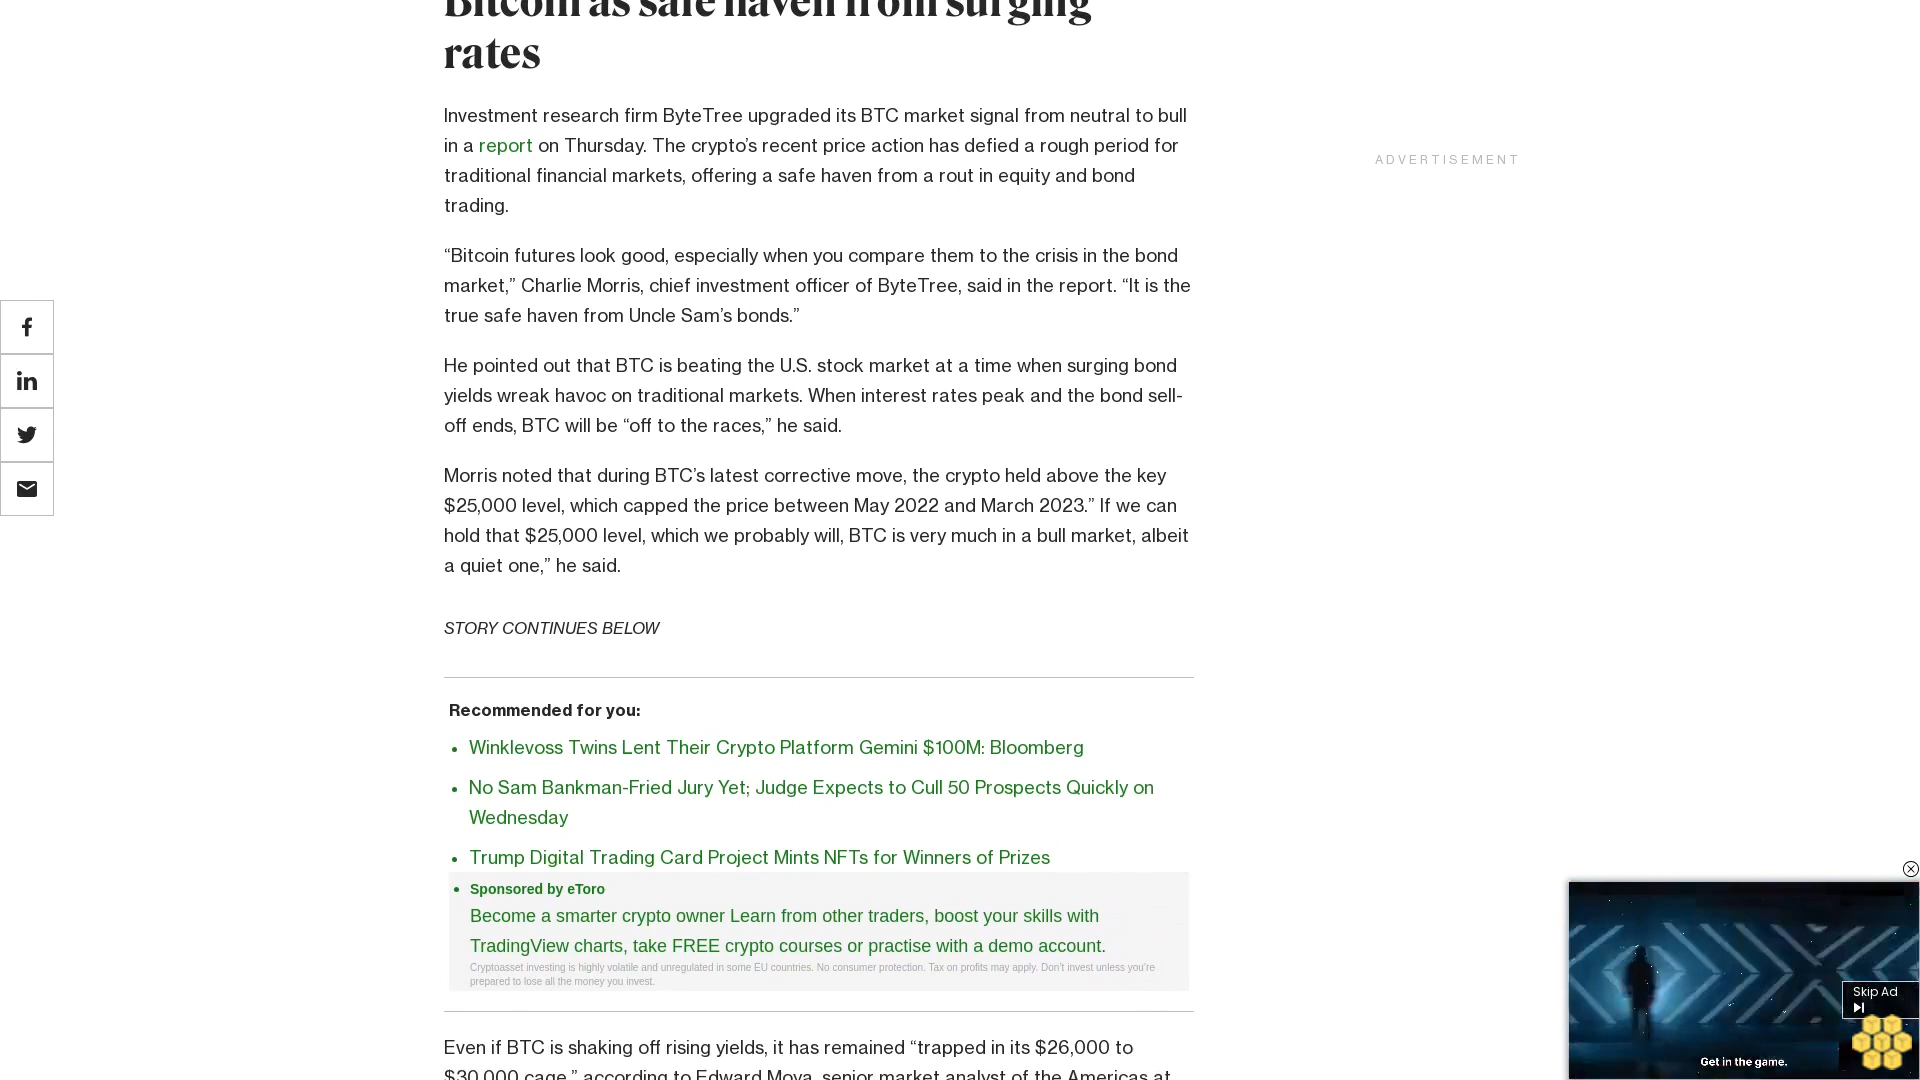 Bitcoin as safe haven from surging
rates
Investment research firm ByteTree upgraded its BTC market signal from neutral to bull
in a report on Thursday. The crypto’s recent price action has defied a rough period for
traditional financial markets, offering a safe haven from a rout in equity and bond
trading.
ADVERTISEMENT
“Bitcoin futures look good, especially when you compare them to the crisis in the bond
market,” Charlie Morris, chief investment officer of ByteTree, said in the report. “It is the
true safe haven from Uncle Sam’s bonds.”
He pointed out that BTC is beating the U.S. stock market at a time when surging bond
yields wreak havoc on traditional markets. When interest rates peak and the bond sell-
off ends, BTC will be “off to the races,” he said.
Morris noted that during BTC’s latest corrective move, the crypto held above the key
$25,000 level, which capped the price between May 2022 and March 2023.” If we can
hold that $25,000 level, which we probably will, BTC is very much in a bull market, albeit
a quiet one,” he said.
STORY CONTINUES BELOW
Recommended for you:
• Winklevoss Twins Lent Their Crypto Platform Gemini $100M: Bloomberg
• No Sam Bankman-Fried Jury Yet; Judge Expects to Cull 50 Prospects Quickly on
Wednesday
• Trump Digital Trading Card Project Mints NFTs for Winners of Prizes
• Sponsored by eToro
Become a smarter crypto owner Learn from other traders, boost your skills with
TradingView charts, take FREE crypto courses or practise with a demo account.
Cryptoasset investing is highly volatile and unregulated in some EU countries. No consumer protection. Tax on profits may apply. Don’t invest unless you’re
prepared to lose all the money you invest.
Even if BTC is shaking off rising yields, it has remained “trapped in its $26,000 to
$30,000 cage,” according to Edward Moya, senior market analyst of the Americas at
Skip Ad
Get in the game.